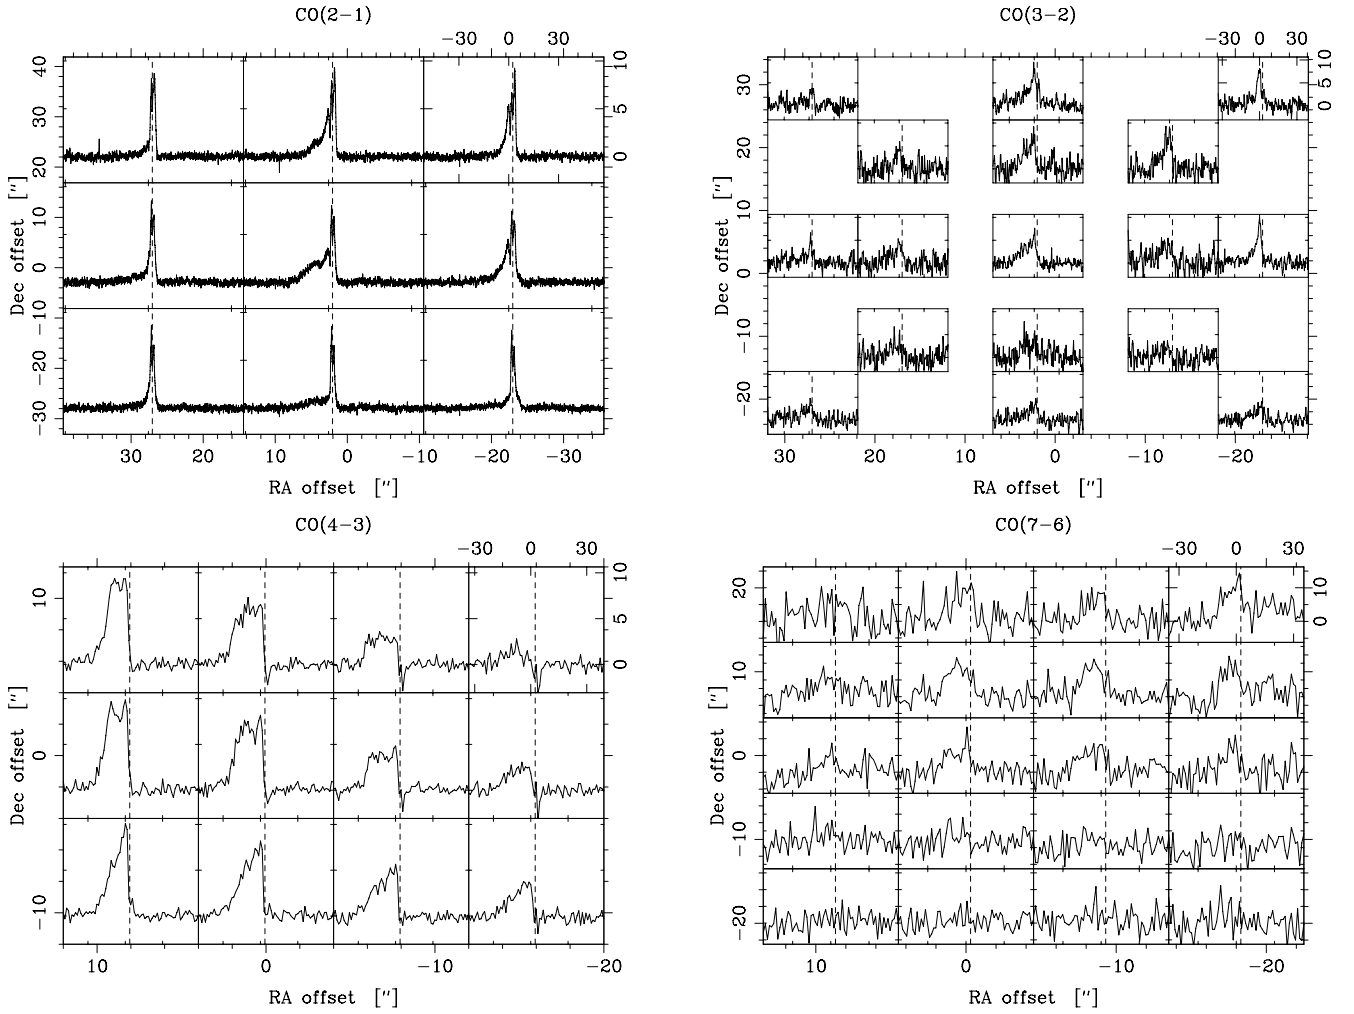 CO(2−1)
−30 0 30
40 30 20 10 0 −10 −10 −20 −30
10 5 0
Dec offset ["]
30 20 10 0 −10 −20 −30
RA offset ["]
CO(3−2)
−30 0 30
30 20 10 0 −10 −20
10 5 0
Dec offset ["]
30 20 10 0 −10 −20
RA offset ["]
CO(4−3)
−30 0 30
10 0 −10
10 5 0
Dec offset ["]
10 0 −10 −20
RA offset ["]
CO(7−6)
−30 0 30
20 10 0 −10 −20
10 0
Dec offset ["]
10 0 −10 −20
RA offset ["]